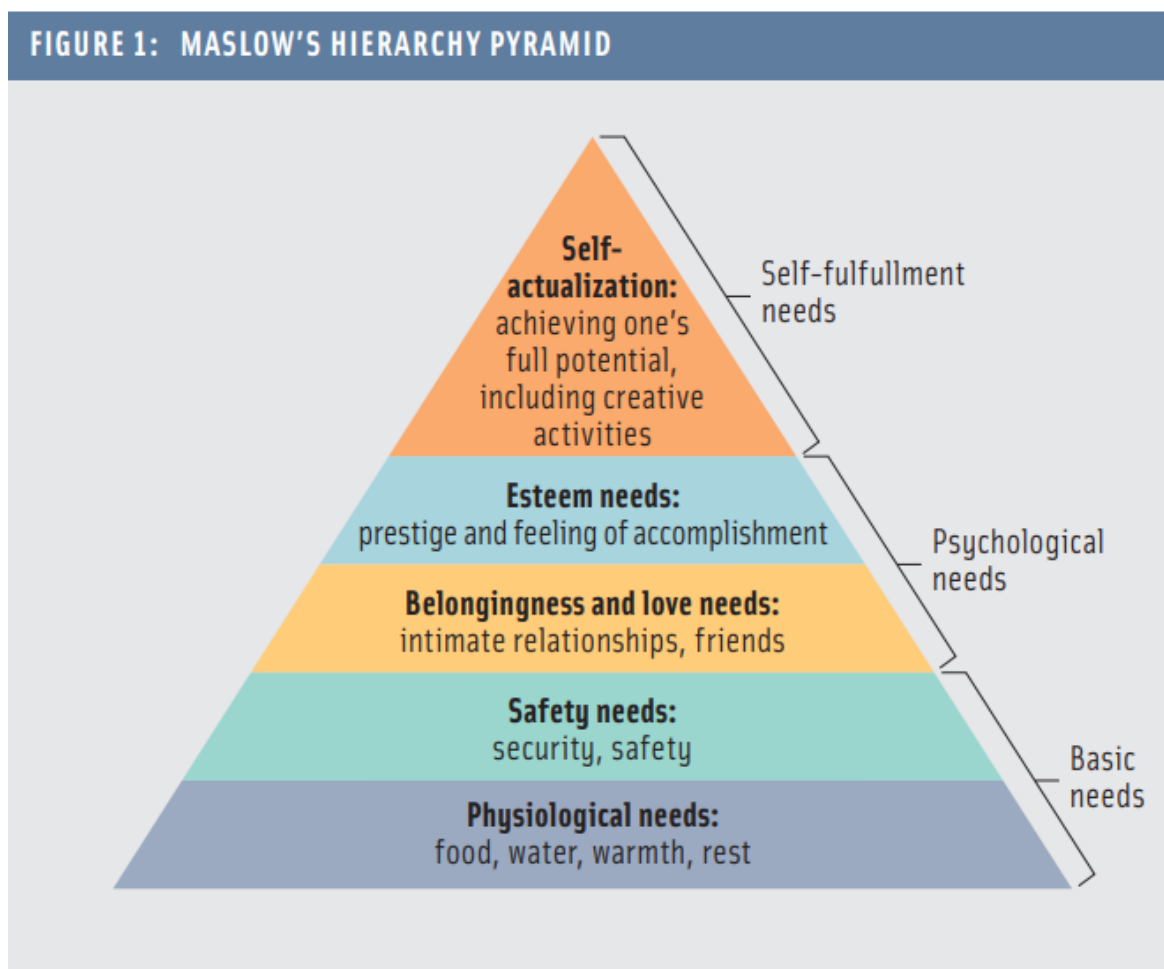 FIGURE 1: MASLOW'S HIERARCHY PYRAMID
Self-
actualization:
achieving one's
full potential,
including creative
activities
Self-fulfullment
needs
Esteem needs:
prestige and feeling of accomplishment
Psychological
needs
Belongingness and love needs:
intimate relationships, friends
Safety needs:
security, safety
Basic
needs
Physiological needs:
food, water, warmth, rest